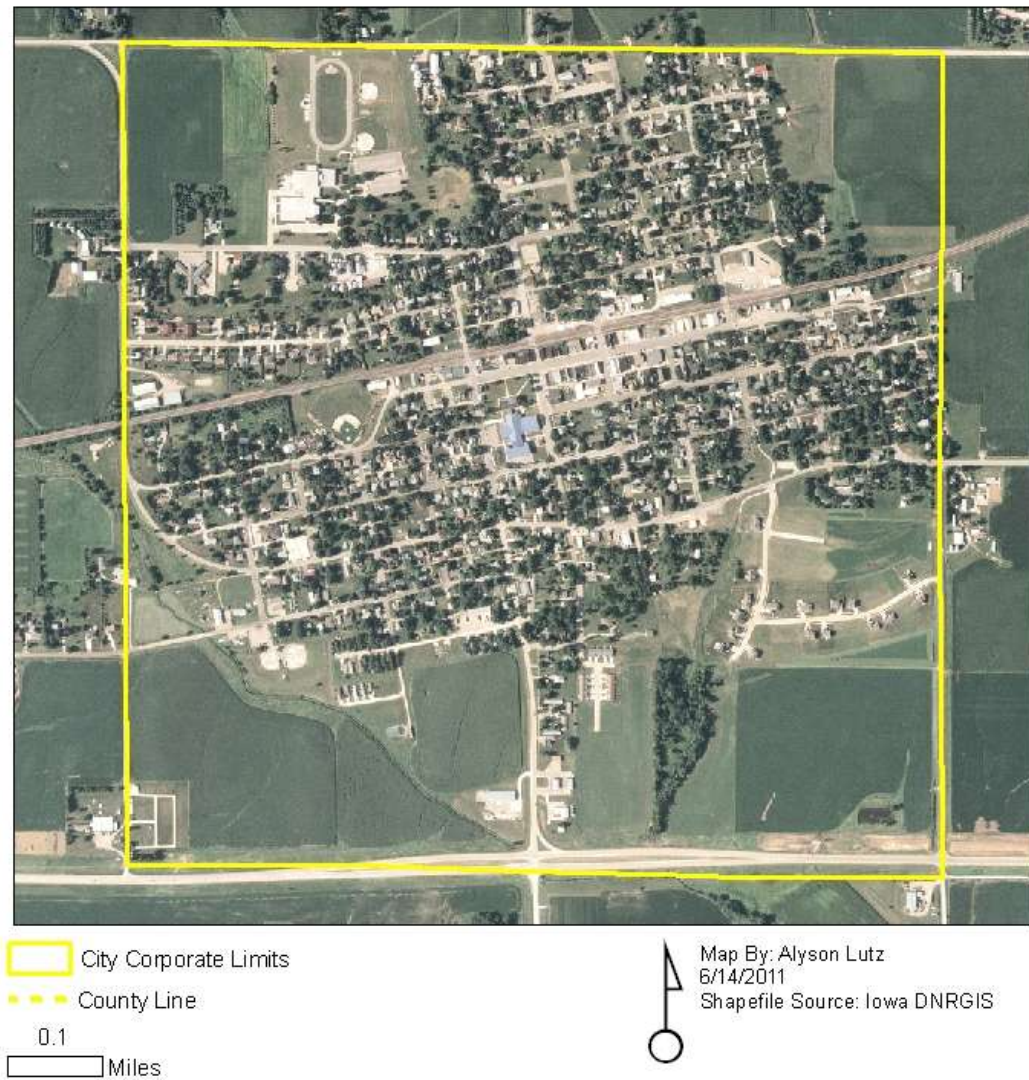 City Corporate Limits
County Line
0.1
Miles
Map By: Alyson Lutz
6/14/2011
Shapefile Source: Iowa DNRGIS